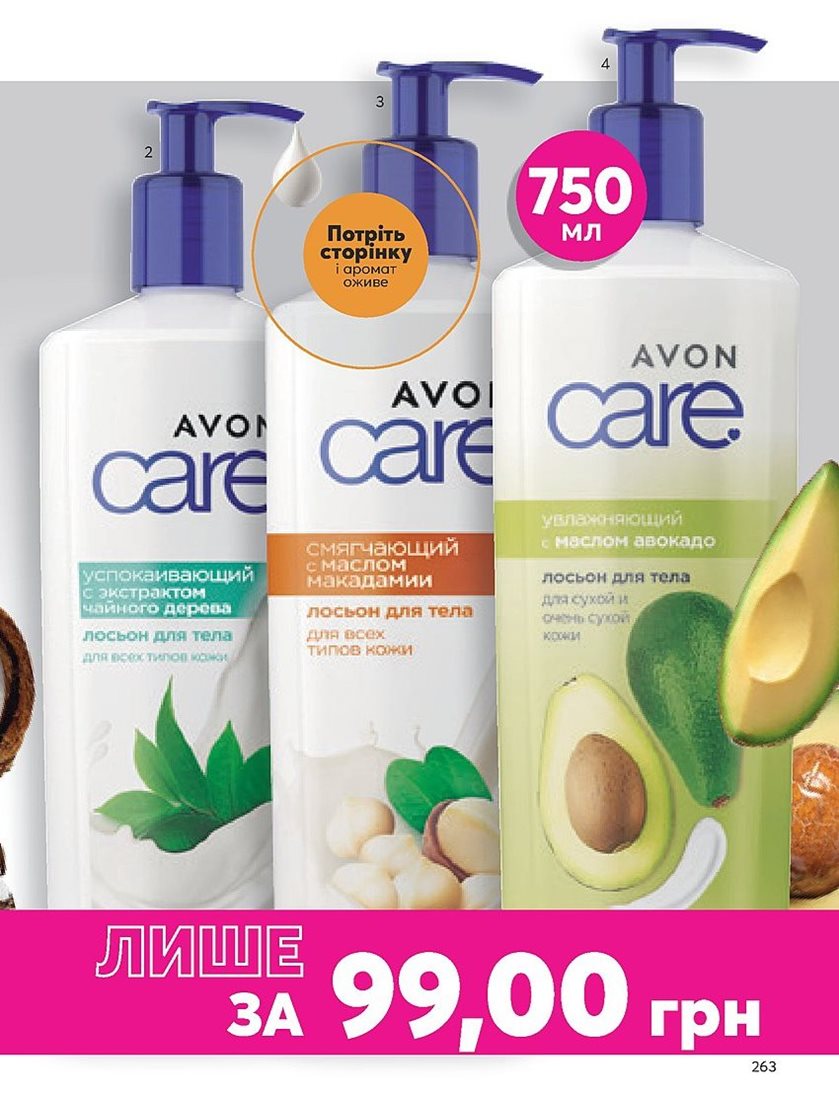 4
3
2
750
МЛ
Потріть
сторінку
і аромат
оживе
AVON
care
успокаивающий
с экстрактом
чайного дерева
лосьон для тела
для всех типов кожи
AVO
care
смягчающий
с маслом
макадамии
лосьон для тела
для всех
типов кожи
AVON
care
увлажняющий
с маслом авокадо
лосьон для тела
для сухой и
очень сухой
кожи
ЛИШЕ
ЗА 99,00 грн
263